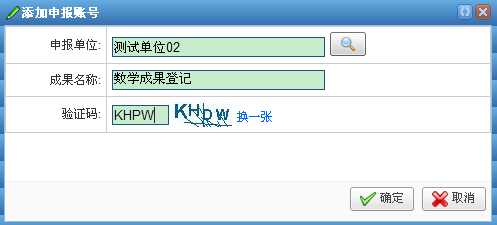 添加申报账号
申报单位: 测试单位02
成果名称: 数学成果登记
验证码: KHPW KHpw 换一张
确定 取消